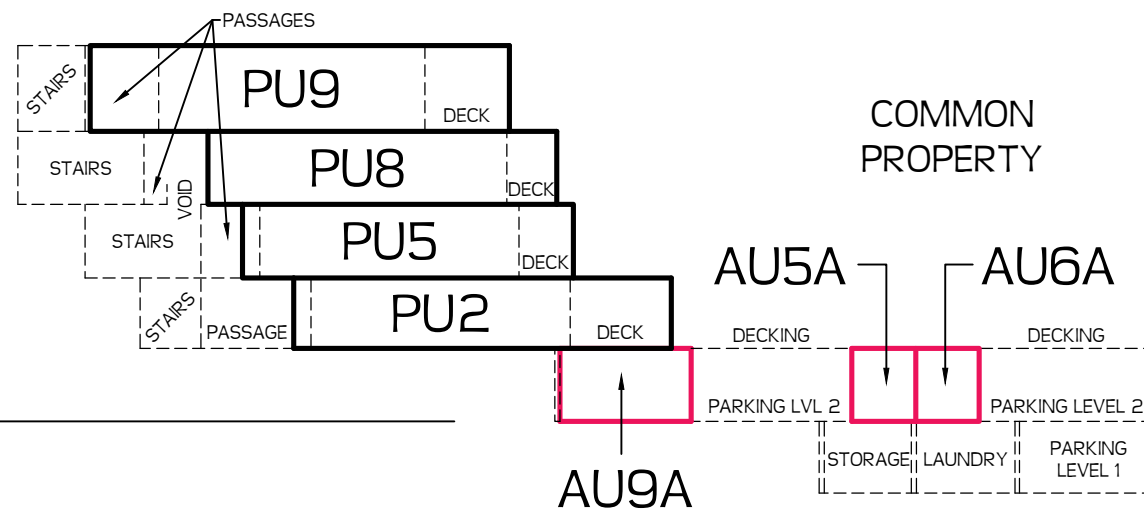 PASSAGES
STAIRS
PU9
DECK
COMMON
PROPERTY
STAIRS
VOID
PU8
DECK
STAIRS
PU5
DECK
AU5A
AU6A
STAIRS
PASSAGE
PU2
DECK
DECKING
DECKING
PARKING LVL 2
PARKING LEVEL 2
STORAGE
LAUNDRY
PARKING
LEVEL 1
AU9A